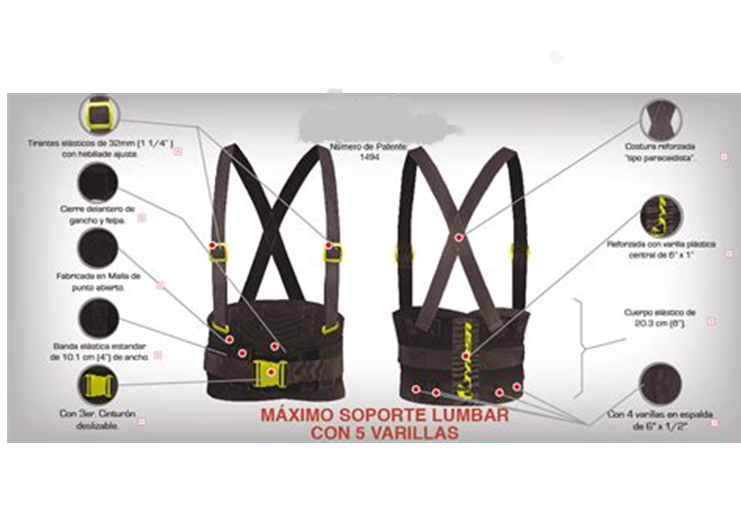 Tirantes elásticos de 32mm (1 1/4")
con hebillade ajuste.
Cierre delantero de
gancho y felpa.
Fabricada en Malla de
punto abierto.
Banda elástica estandar
de 10.1 cm (4") de ancho.
Con 3er. Cinturón
deslizable.
Número de Patente
1494
Costura reforzada
"tipo paracaidista".
Reforzada con varilla plástica
central de 6" x 1"
Cuerpo elástico de
20.3 cm (8").
Con 4 varillas en espalda
de 6" x 1/2"
MÁXIMO SOPORTE LUMBAR
CON 5 VARILLAS